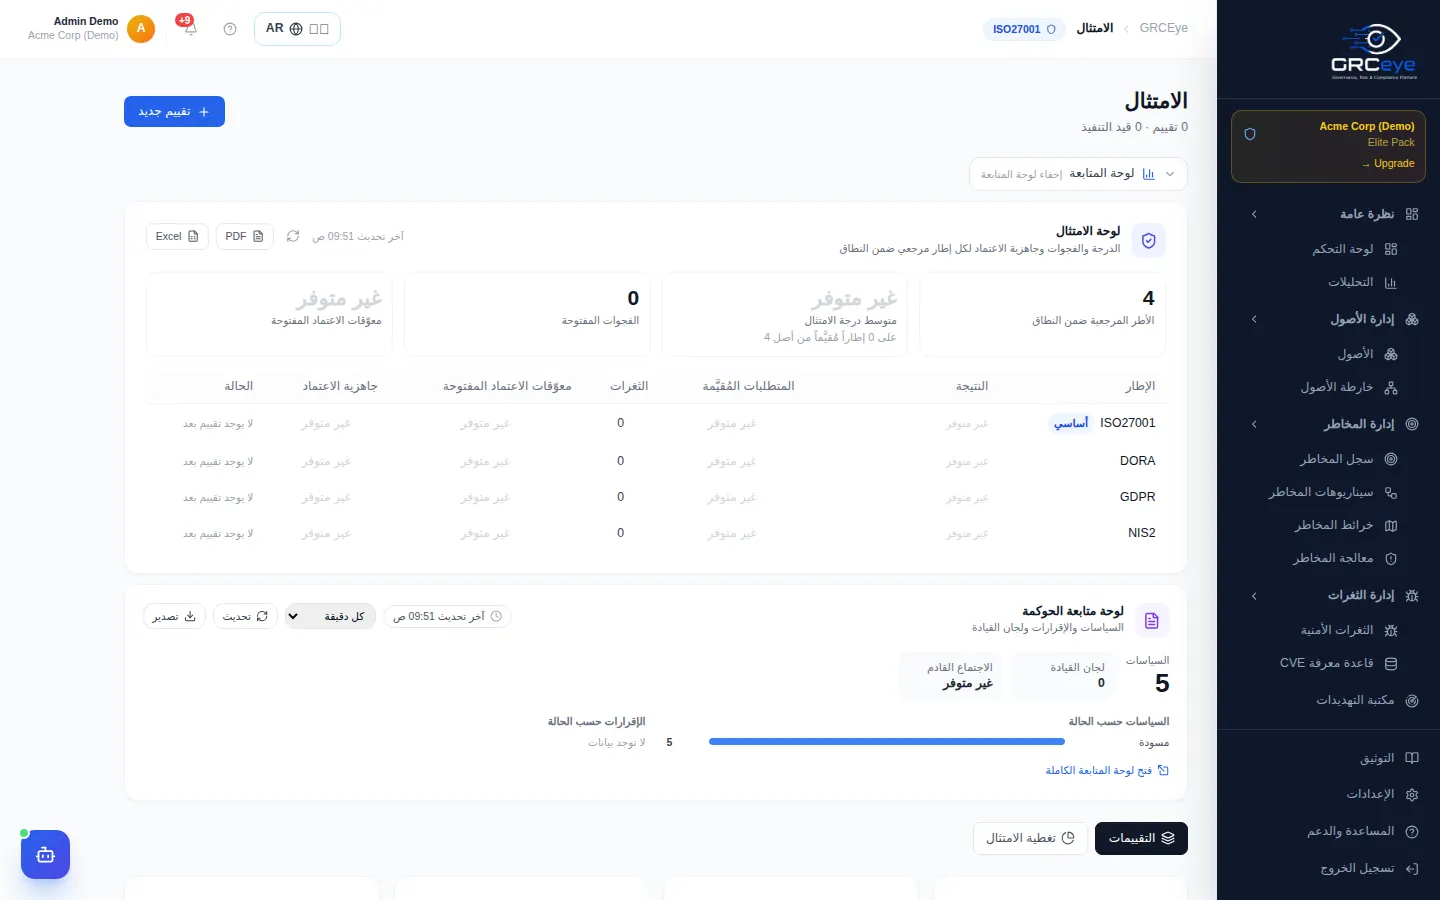 GRCeye
Governance, Risk & Compliance Platform
Acme Corp (Demo)
Elite Pack
Upgrade →
نظرة عامة
لوحة التحكم
التحليلات
إدارة الأصول
الأصول
خارطة الأصول
إدارة المخاطر
سجل المخاطر
سيناريوهات المخاطر
خرائط المخاطر
معالجة المخاطر
إدارة الثغرات
الثغرات الأمنية
قاعدة معرفة CVE
مكتبة التهديدات
التوثيق
الإعدادات
المساعدة والدعم
تسجيل الخروج
GRCEye
الامتثال
ISO27001
AR
+9
A
Admin Demo
Acme Corp (Demo)
الامتثال
0 تقييم · 0 قيد التنفيذ
تقييم جديد
لوحة المتابعة إخفاء لوحة المتابعة
لوحة الامتثال
الدرجة والفجوات وجاهزية الاعتماد لكل إطار مرجعي ضمن النطاق
آخر تحديث 09:51 ص
PDF
Excel
4
الأطر المرجعية ضمن النطاق
غير متوفر
متوسط درجة الامتثال
على 0 إطاراً مُقيَّماً من أصل 4
0
الفجوات المفتوحة
غير متوفر
معوّقات الاعتماد المفتوحة
الإطار النتيجة المتطلبات المُقيَّمة الثغرات معوّقات الاعتماد المفتوحة جاهزية الاعتماد الحالة
ISO27001 أساسي غير متوفر غير متوفر 0 غير متوفر غير متوفر لا يوجد تقييم بعد
DORA غير متوفر غير متوفر 0 غير متوفر غير متوفر لا يوجد تقييم بعد
GDPR غير متوفر غير متوفر 0 غير متوفر غير متوفر لا يوجد تقييم بعد
NIS2 غير متوفر غير متوفر 0 غير متوفر غير متوفر لا يوجد تقييم بعد
لوحة متابعة الحوكمة
السياسات والإقرارات ولجان القيادة
آخر تحديث 09:51 ص
كل دقيقة
تحديث
تصدير
السياسات
5
لجان القيادة
0
الاجتماع القادم
غير متوفر
السياسات حسب الحالة
مسودة 5
الإقرارات حسب الحالة
لا توجد بيانات
فتح لوحة المتابعة الكاملة
التقييمات
تغطية الامتثال